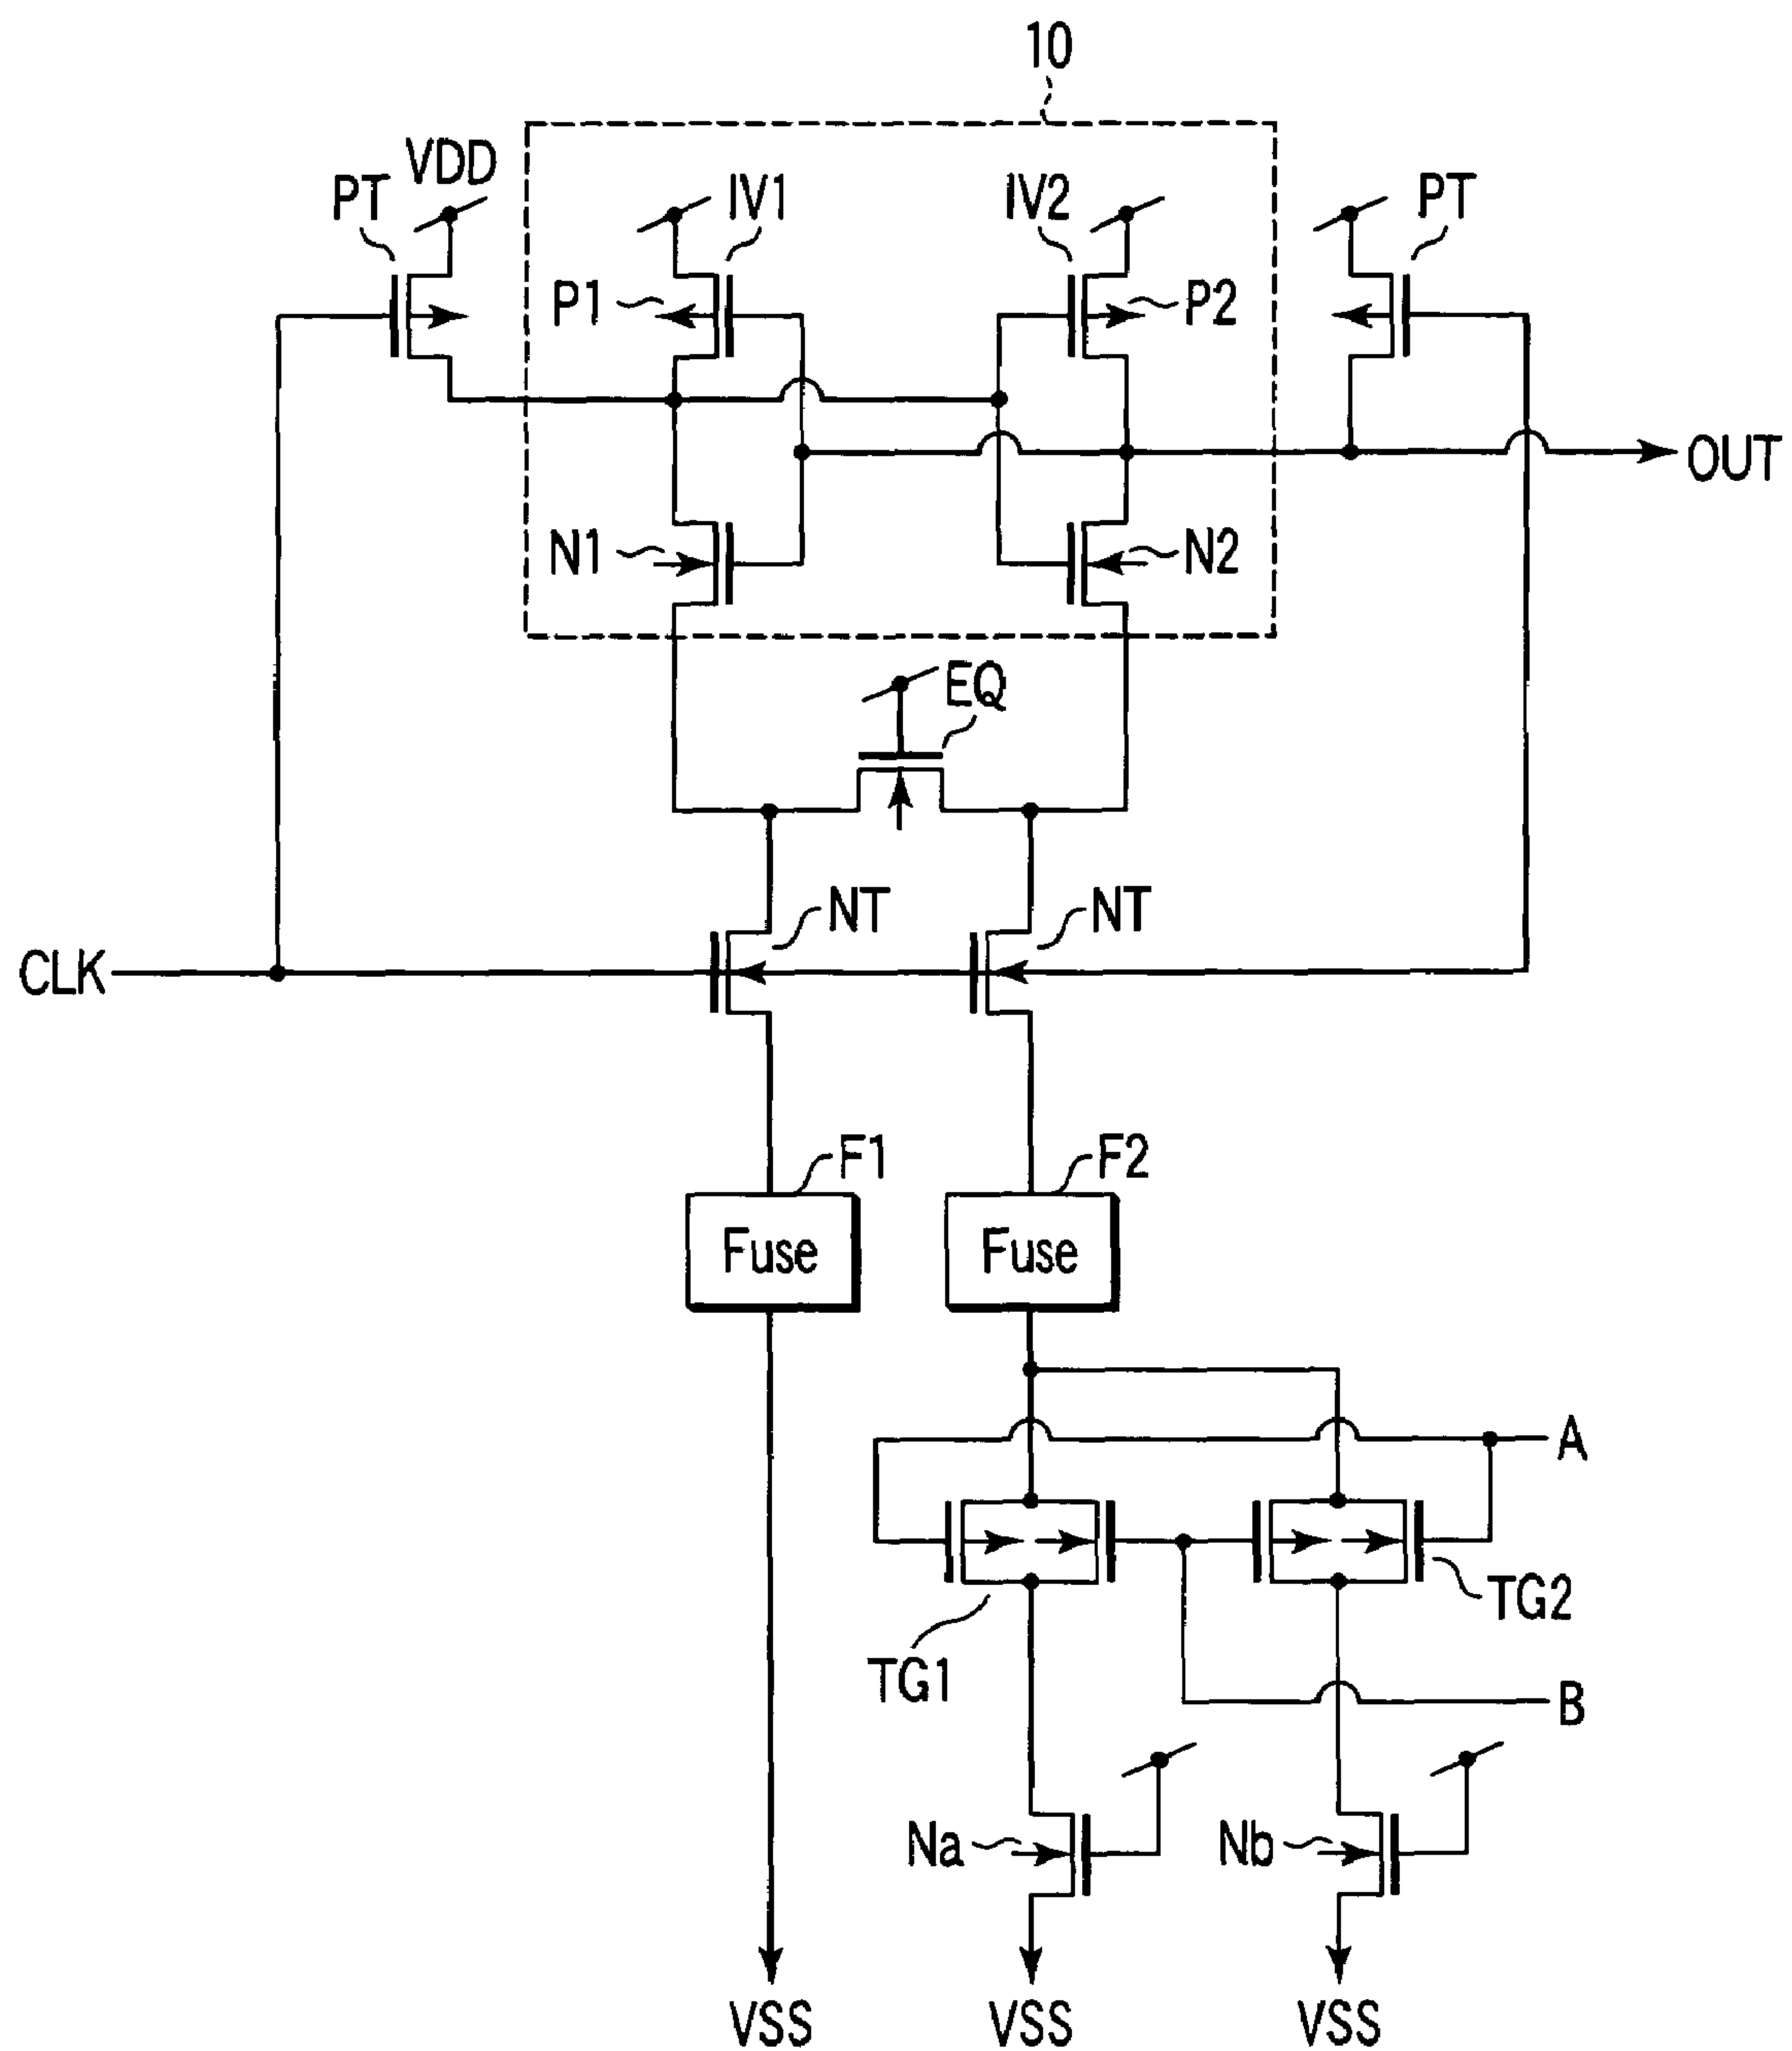 10
VDD
PT
IV1
IV2
PT
P1
P2
OUT
N1
N2
EQ
NT
NT
CLK
F1
F2
Fuse
Fuse
A
TG2
TG1
B
Na
Nb
VSS
VSS
VSS